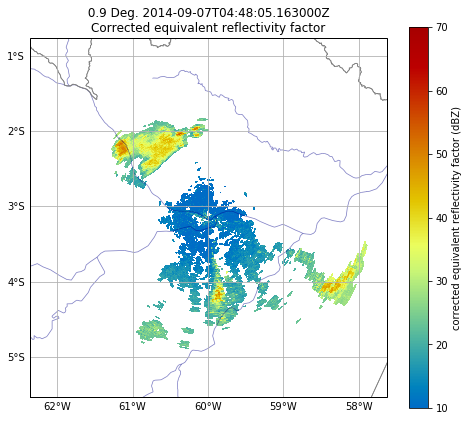 0.9 Deg. 2014-09-07T04:48:05.163000Z
Corrected equivalent reflectivity factor
1°S
2°S
3°S
4°S
5°S
62°W 61°W 60°W 59°W 58°W
70
60
50
40
30
20
10
corrected equivalent reflectivity factor (dBZ)